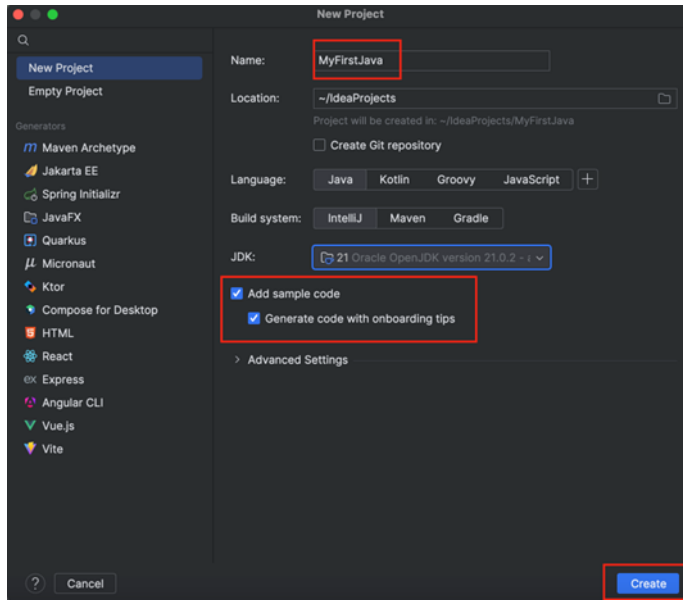 New Project
New Project
Empty Project
Generators
Maven Archetype
Jakarta EE
Spring Initializr
JavaFX
Quarkus
Micronaut
Ktor
Compose for Desktop
HTML
React
Express
Angular CLI
Vue.js
Vite
Name: MyFirstJava
Location: ~/IdeaProjects
Project will be created in: ~/IdeaProjects/MyFirstJava
Create Git repository
Language: Java Kotlin Groovy JavaScript +
Build system: IntelliJ Maven Gradle
JDK: 21 Oracle OpenJDK version 21.0.2 -
Add sample code
Generate code with onboarding tips
> Advanced Settings
? Cancel Create